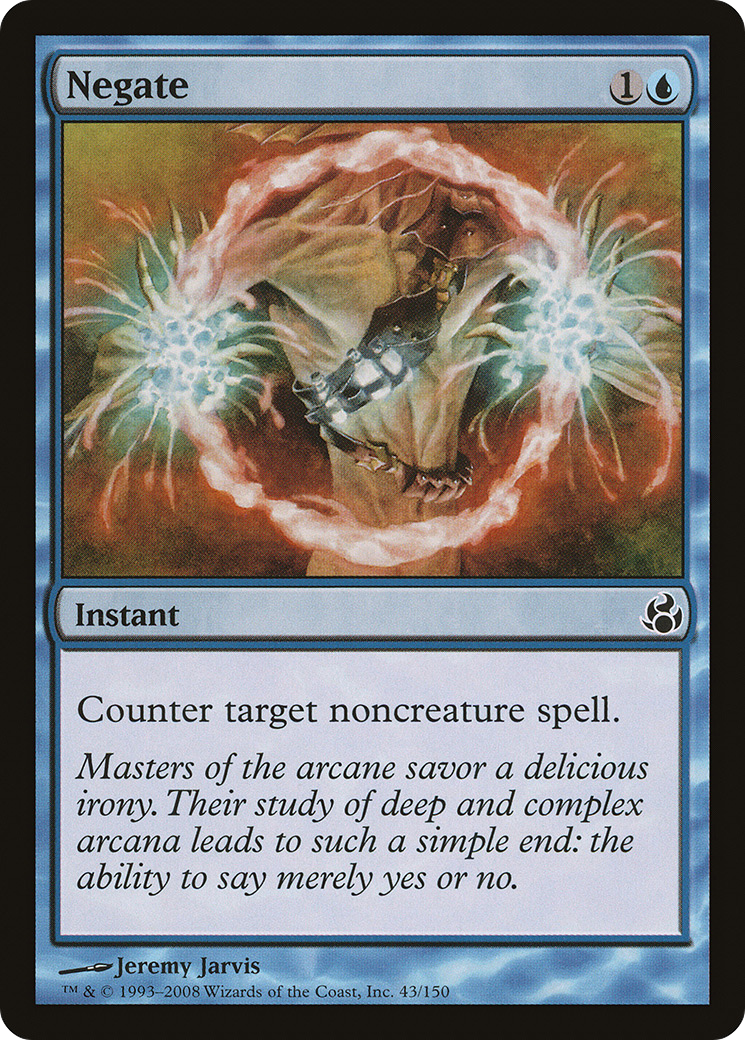 Negate
1
Instant
Counter target noncreature spell.
Masters of the arcane savor a delicious
irony. Their study of deep and complex
arcana leads to such a simple end: the
ability to say merely yes or no.
Jeremy Jarvis
™ & © 1993–2008 Wizards of the Coast, Inc. 43/150